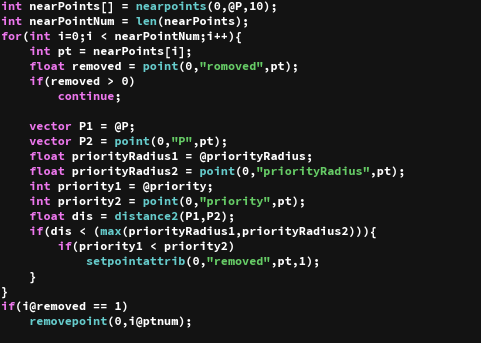 int nearPoints[] = nearpoints(0,@P,10);
int nearPointNum = len(nearPoints);
for(int i=0;i < nearPointNum;i++){
int pt = nearPoints[i];
float removed = point(0,"romoved",pt);
if(removed > 0)
continue;
vector P1 = @P;
vector P2 = point(0,"P",pt);
float priorityRadius1 = @priorityRadius;
float priorityRadius2 = point(0,"priorityRadius",pt);
int priority1 = @priority;
int priority2 = point(0,"priority",pt);
float dis = distance2(P1,P2);
if(dis < (max(priorityRadius1,priorityRadius2))){
if(priority1 < priority2)
setpointattrib(0,"removed",pt,1);
}
}
if(i@removed == 1)
removepoint(0,i@ptnum);